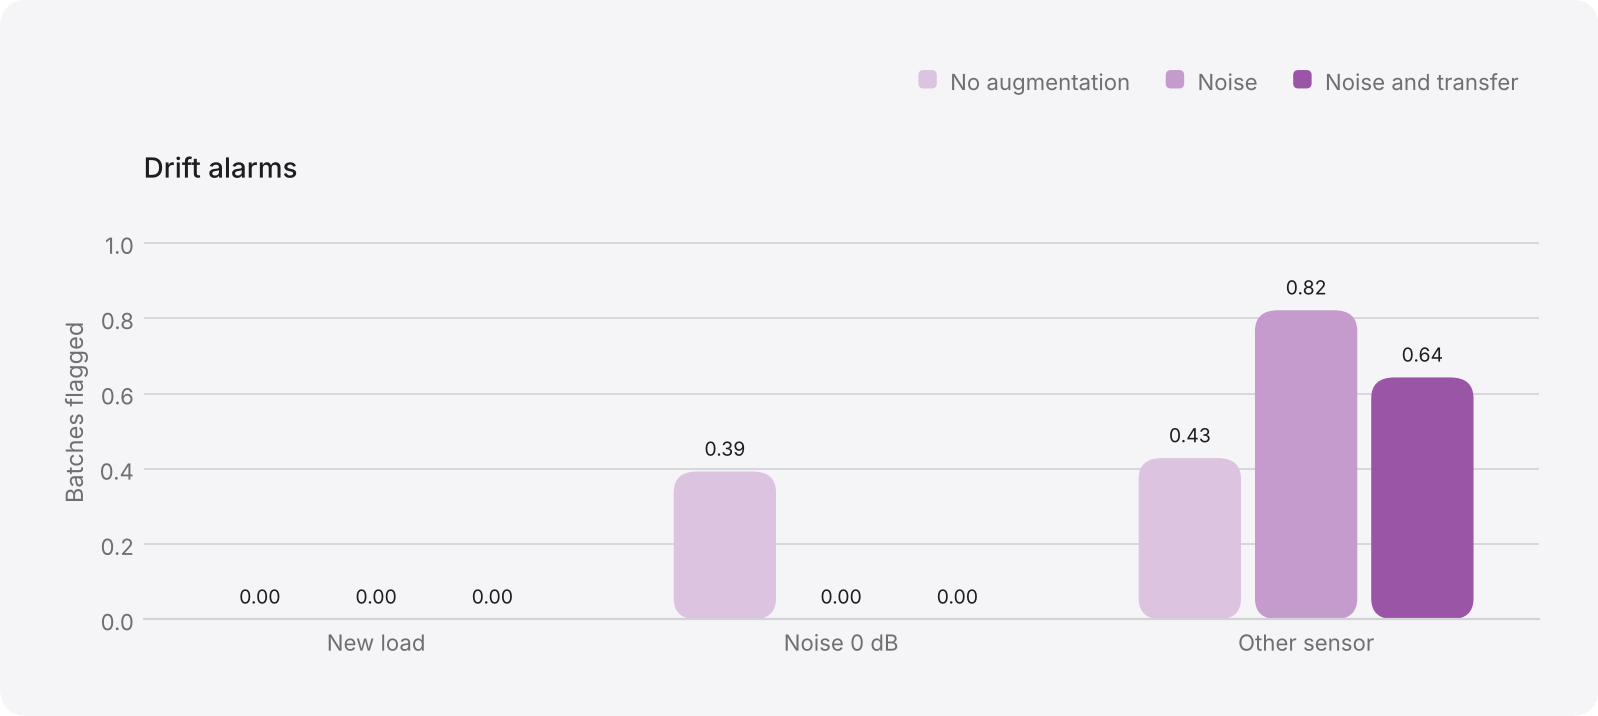 No augmentation
Noise
Noise and transfer
Drift alarms
Batches flagged
1.0
0.8
0.6
0.4
0.2
0.0
0.00
0.00
0.00
0.39
0.00
0.00
0.43
0.82
0.64
New load
Noise 0 dB
Other sensor